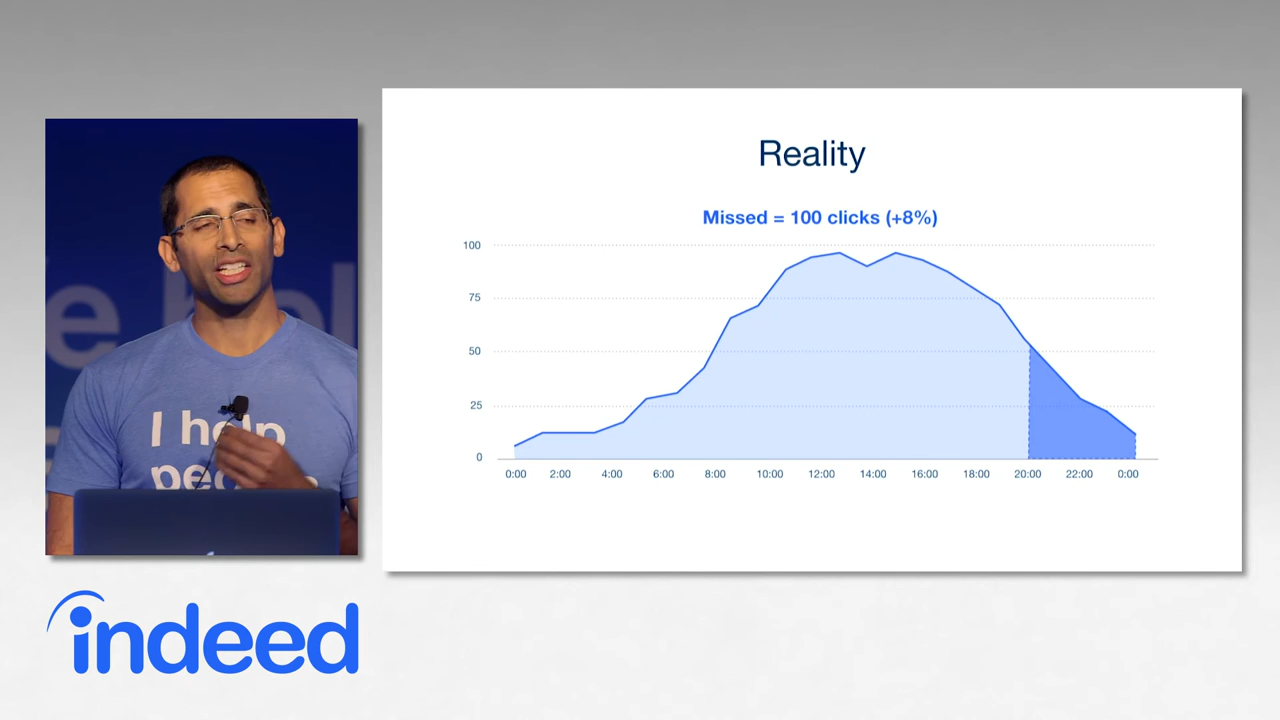 e hel
I help
people
indeed
Reality
Missed = 100 clicks (+8%)
100
75
50
25
0
0:00 2:00 4:00 6:00 8:00 10:00 12:00 14:00 16:00 18:00 20:00 22:00 0:00